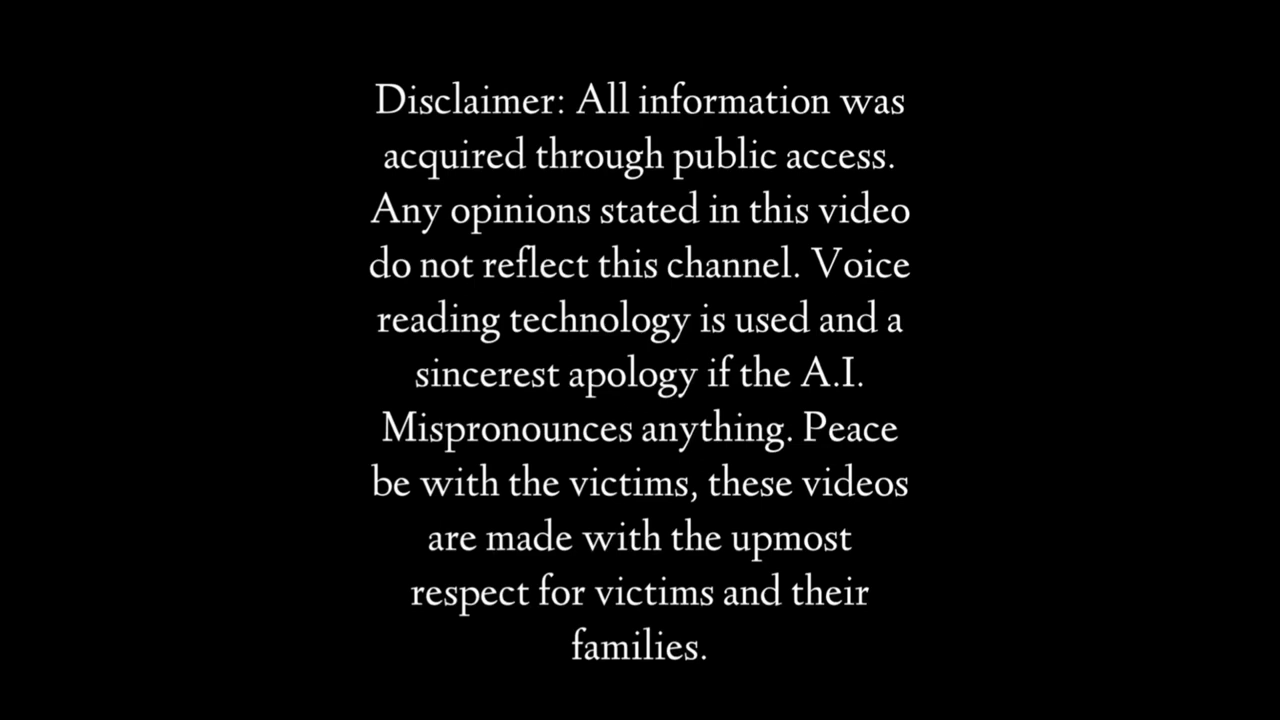 Disclaimer: All information was
acquired through public access.
Any opinions stated in this video
do not reflect this channel. Voice
reading technology is used and a
sincerest apology if the A.I.
Mispronounces anything. Peace
be with the victims, these videos
are made with the upmost
respect for victims and their
families.